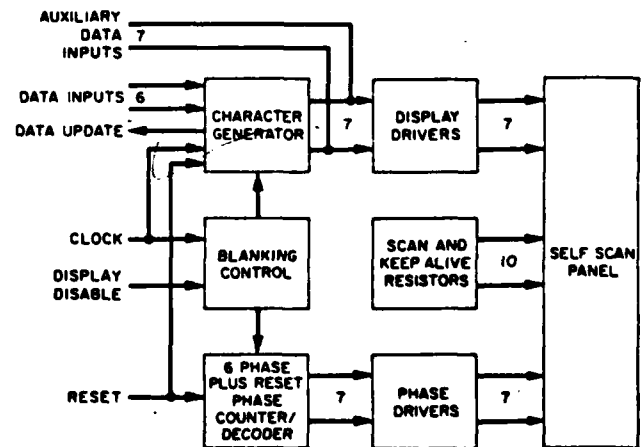 AUXILIARY
DATA 7
INPUTS
DATA INPUTS 6
DATA UPDATE
CHARACTER
GENERATOR
7
DISPLAY
DRIVERS
7
CLOCK
DISPLAY
DISABLE
BLANKING
CONTROL
SCAN AND
KEEP ALIVE
RESISTORS
10
SELF SCAN
PANEL
RESET
6 PHASE
PLUS RESET
PHASE
COUNTER/
DECODER
7
PHASE
DRIVERS
7